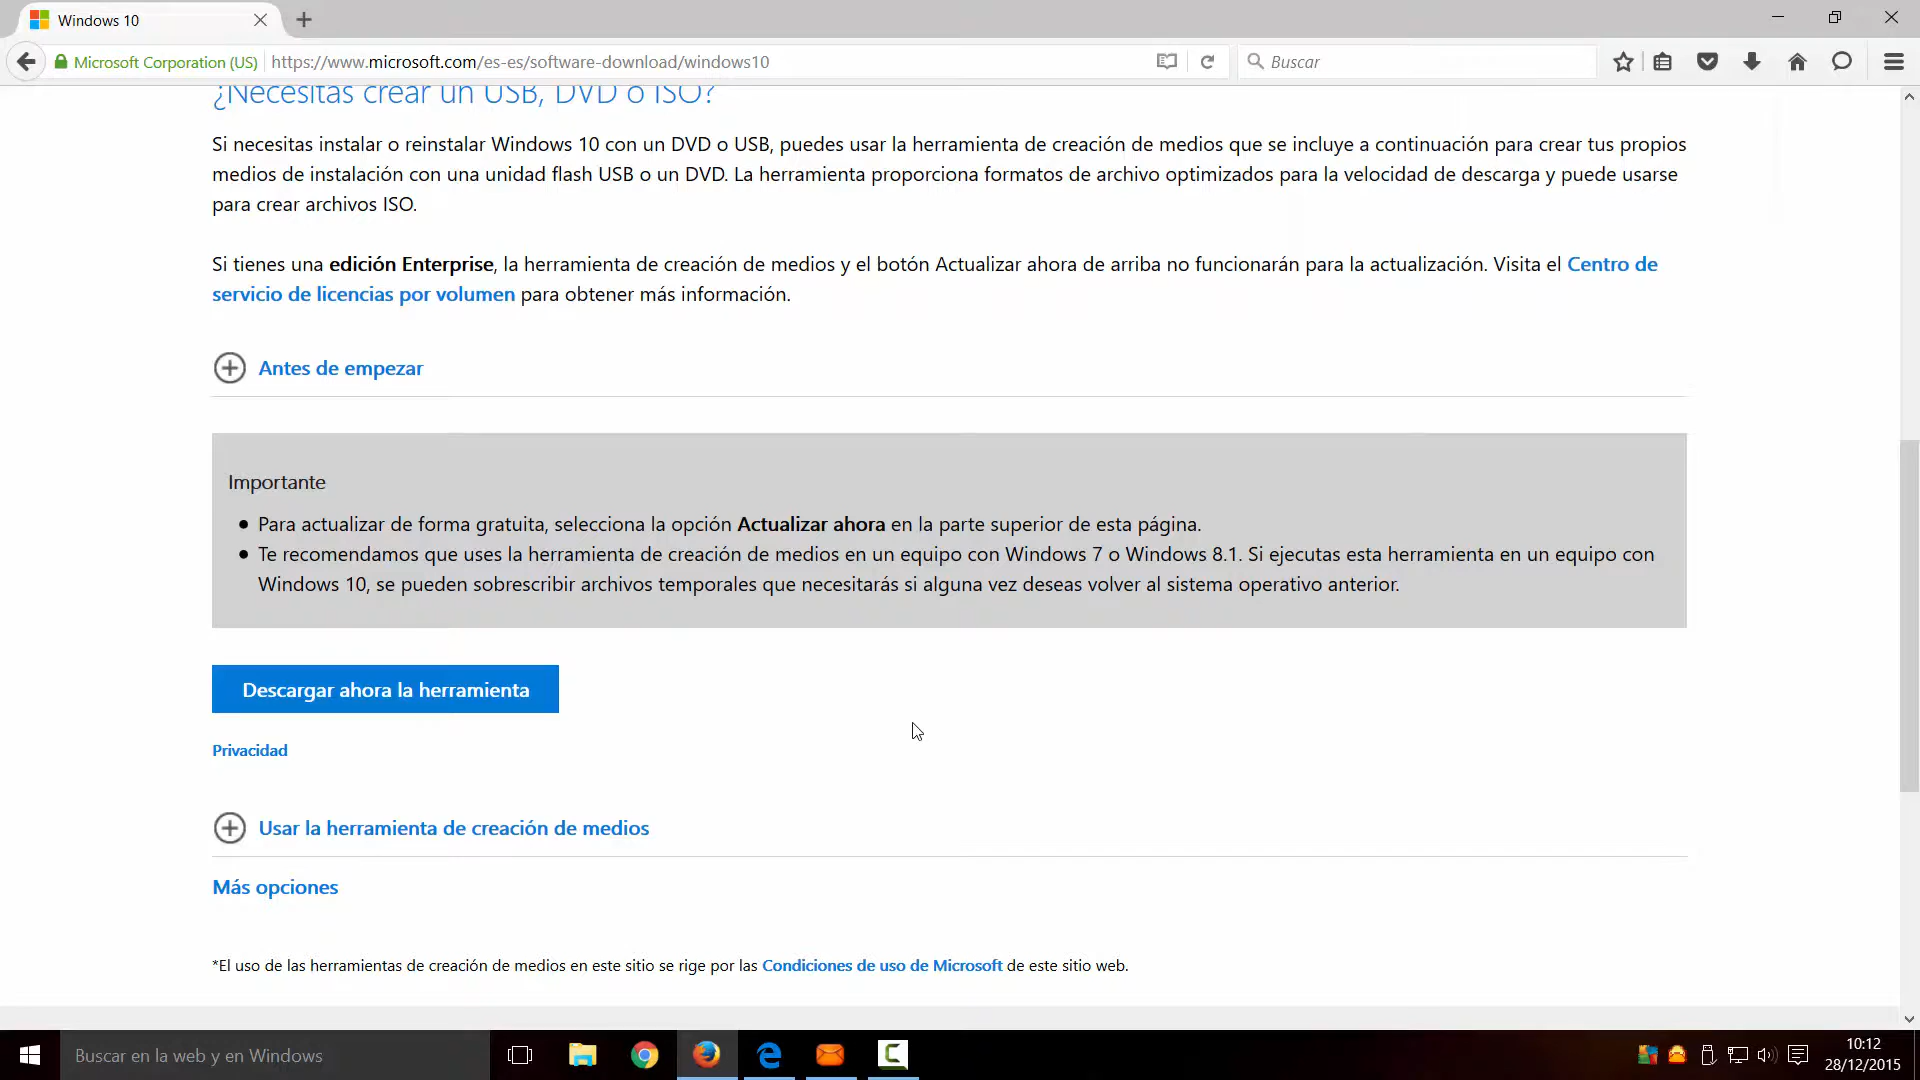 Windows 10
Microsoft Corporation (US)
https://www.microsoft.com/es-es/software-download/windows10
Buscar
¿Necesitas crear un USB, DVD o ISO?
Si necesitas instalar o reinstalar Windows 10 con un DVD o USB, puedes usar la herramienta de creación de medios que se incluye a continuación para crear tus propios
medios de instalación con una unidad flash USB o un DVD. La herramienta proporciona formatos de archivo optimizados para la velocidad de descarga y puede usarse
para crear archivos ISO.
Si tienes una edición Enterprise, la herramienta de creación de medios y el botón Actualizar ahora de arriba no funcionarán para la actualización. Visita el Centro de
servicio de licencias por volumen para obtener más información.
Antes de empezar
Importante
● Para actualizar de forma gratuita, selecciona la opción Actualizar ahora en la parte superior de esta página.
● Te recomendamos que uses la herramienta de creación de medios en un equipo con Windows 7 o Windows 8.1. Si ejecutas esta herramienta en un equipo con
Windows 10, se pueden sobrescribir archivos temporales que necesitarás si alguna vez deseas volver al sistema operativo anterior.
Descargar ahora la herramienta
Privacidad
Usar la herramienta de creación de medios
Más opciones
*El uso de las herramientas de creación de medios en este sitio se rige por las Condiciones de uso de Microsoft de este sitio web.
Buscar en la web y en Windows
10:12
28/12/2015